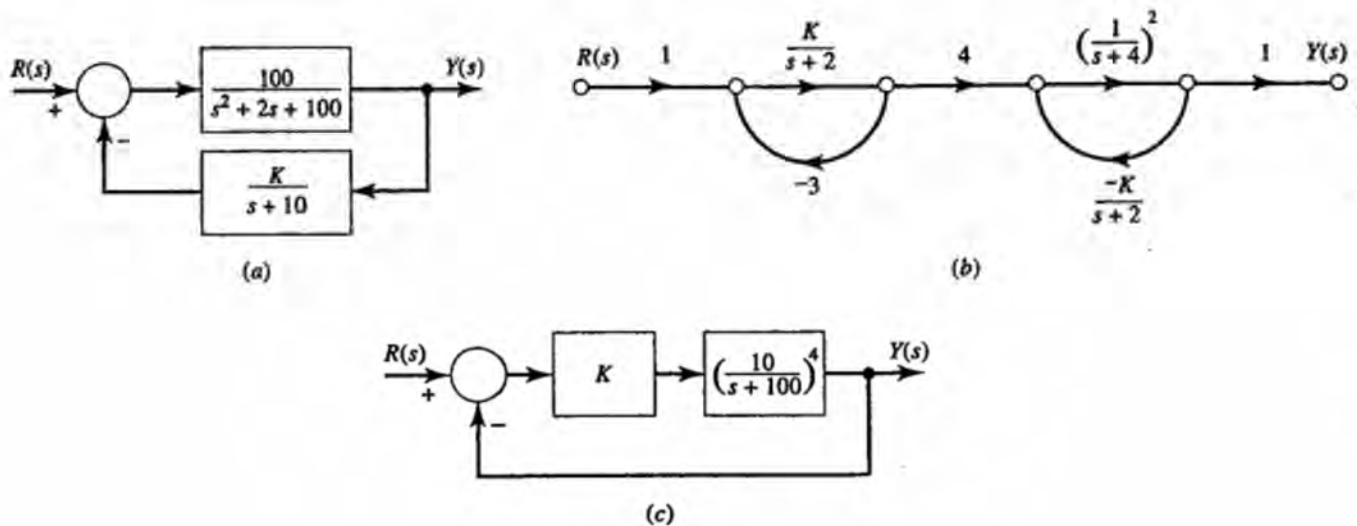 R(s)
+
−
100
s² + 2s + 100
Y(s)
K
s + 10
(a)
R(s)
1
K
s + 2
−3
4
(1/(s + 4))²
−K
s + 2
1
Y(s)
(b)
R(s)
+
−
K
(10/(s + 100))⁴
Y(s)
(c)